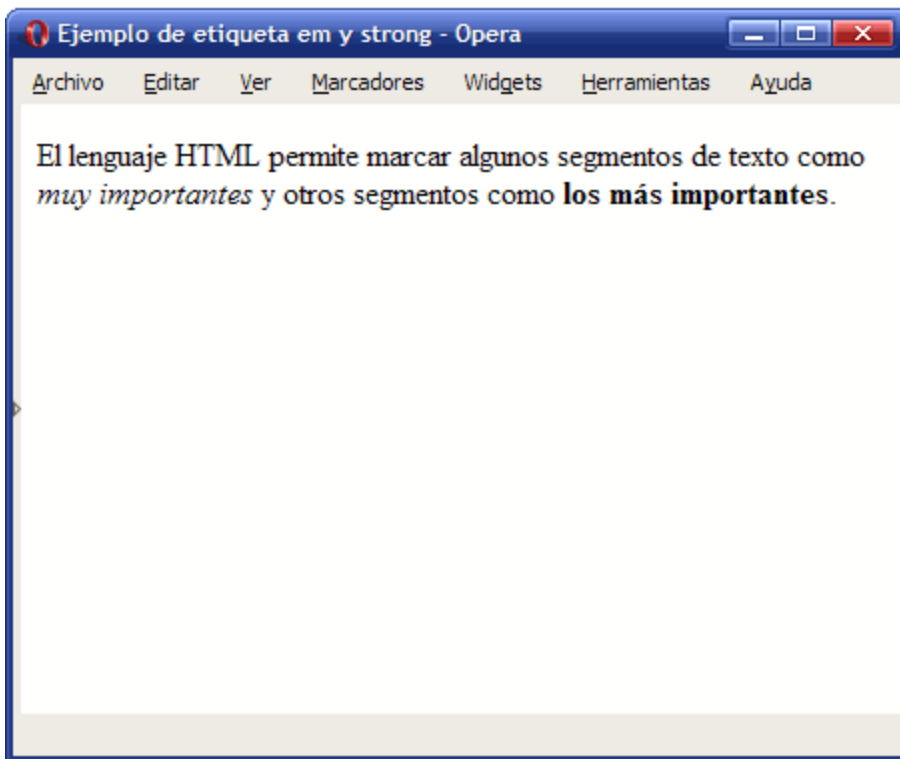 Ejemplo de etiqueta em y strong - Opera
Archivo Editar Ver Marcadores Widgets Herramientas Ayuda
El lenguaje HTML permite marcar algunos segmentos de texto como
muy importantes y otros segmentos como los más importantes.